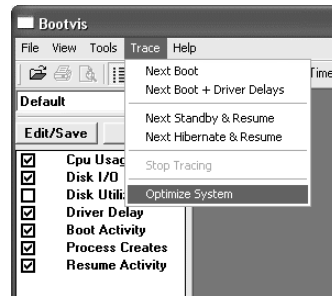 Bootvis
File View Tools Trace Help
Next Boot
Next Boot + Driver Delays
Next Standby & Resume
Next Hibernate & Resume
Stop Tracing
Optimize System
Time
Default
Edit/Save
Cpu Usag
Disk I/O
Disk Utili
Driver Delay
Boot Activity
Process Creates
Resume Activity